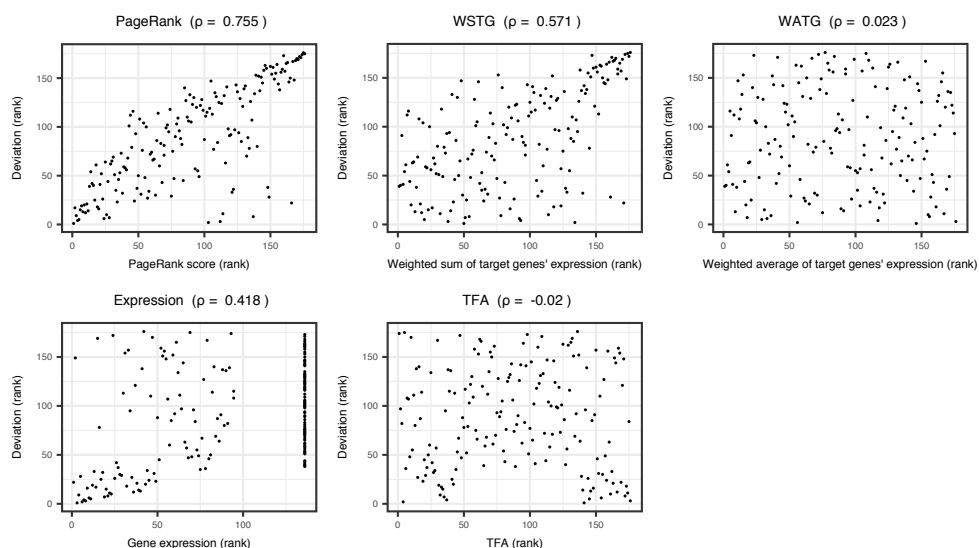 PageRank (ρ = 0.755 )
WSTG (ρ = 0.571 )
WATG (ρ = 0.023 )
Deviation (rank)
150
100
50
0
0 50 100 150
PageRank score (rank)
Deviation (rank)
150
100
50
0
0 50 100 150
Weighted sum of target genes' expression (rank)
Deviation (rank)
150
100
50
0
0 50 100 150
Weighted average of target genes' expression (rank)
Expression (ρ = 0.418 )
TFA (ρ = -0.02 )
Deviation (rank)
150
100
50
0
0 50 100
Gene expression (rank)
Deviation (rank)
150
100
50
0
0 50 100 150
TFA (rank)